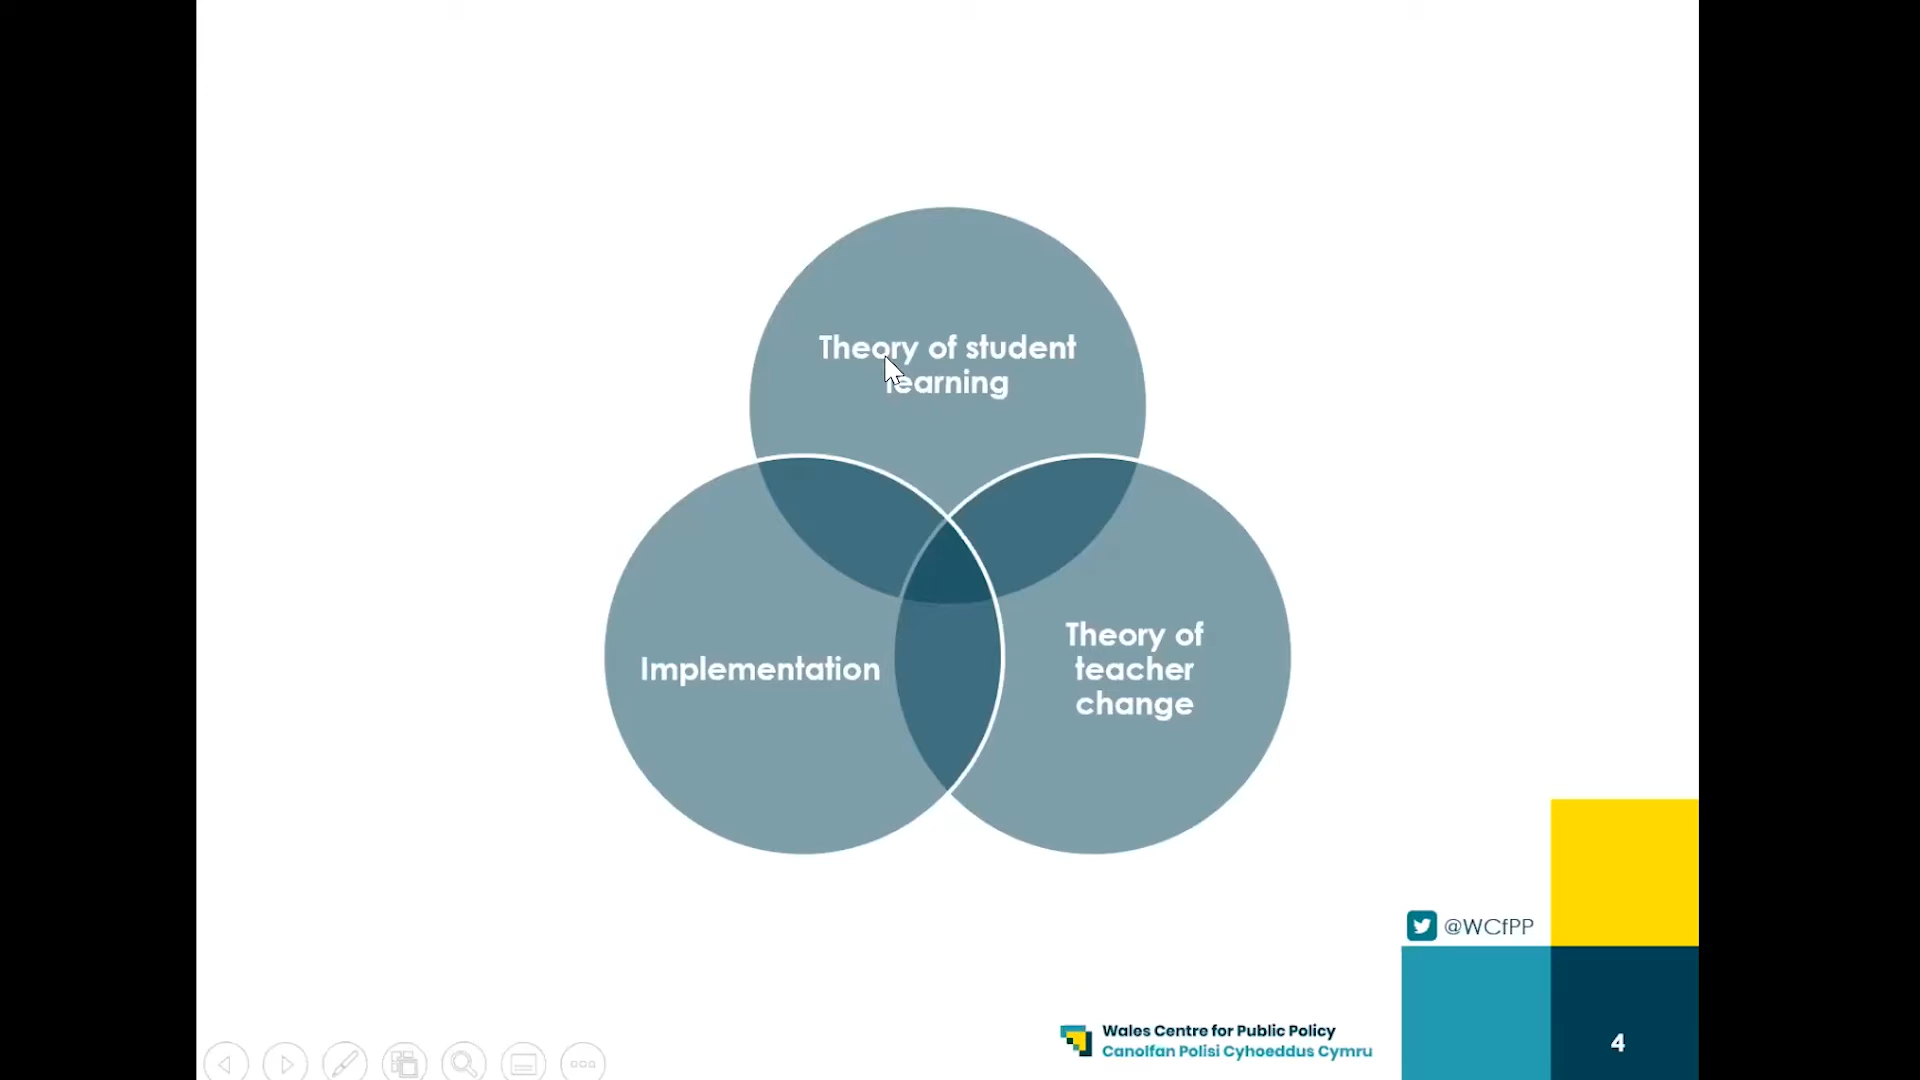 Theory of student
learning
Implementation
Theory of
teacher
change
@WCfPP
Wales Centre for Public Policy
Canolfan Polisi Cyhoeddus Cymru
4